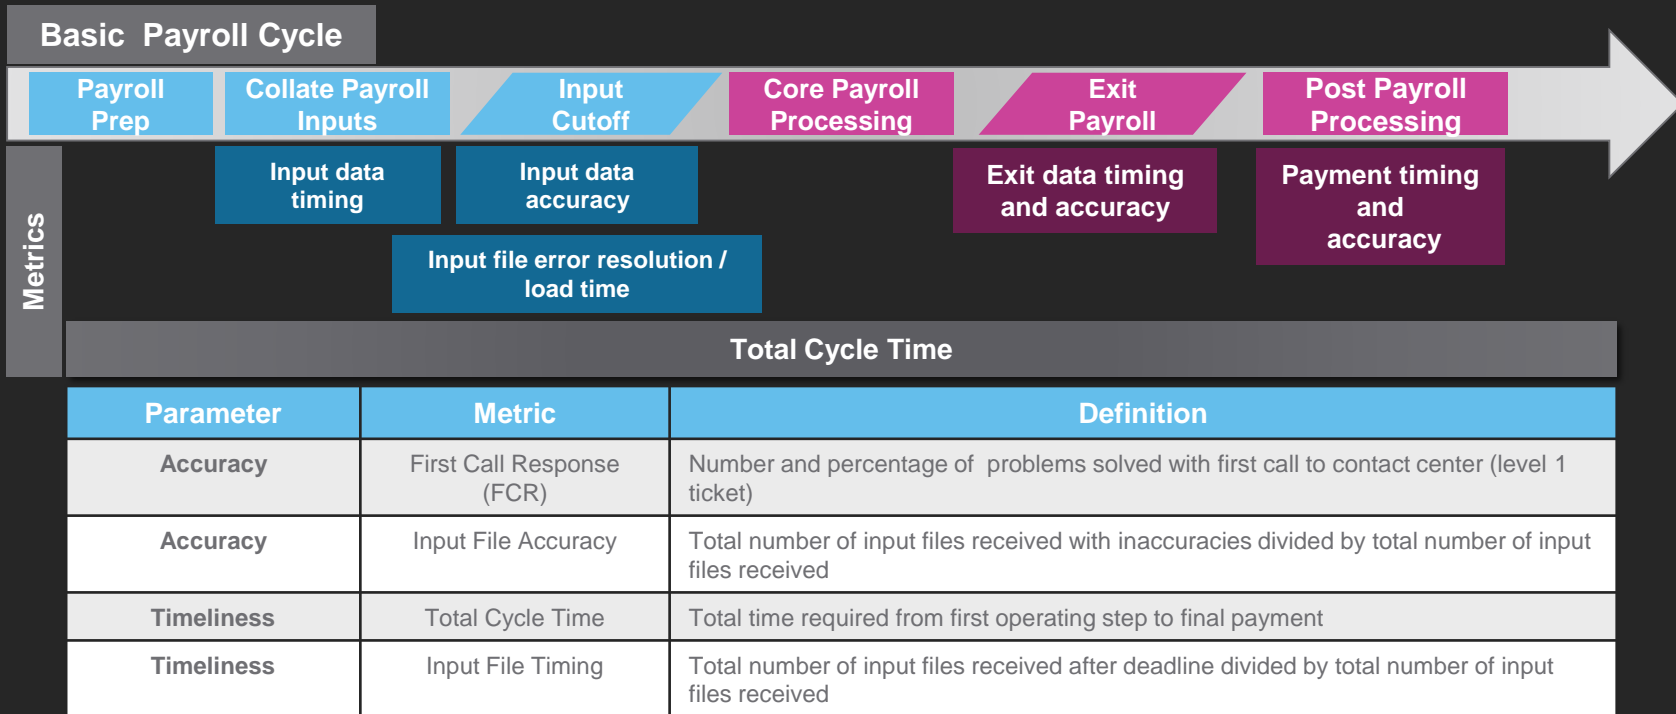 Basic Payroll Cycle
Payroll
Prep
Collate Payroll
Inputs
Input
Cutoff
Core Payroll
Processing
Exit
Payroll
Post Payroll
Processing
Metrics
Input data
timing
Input data
accuracy
Exit data timing
and accuracy
Payment timing
and
accuracy
Input file error resolution /
load time
Total Cycle Time
Parameter
Metric
Definition
Accuracy
First Call Response
(FCR)
Number and percentage of problems solved with first call to contact center (level 1
ticket)
Accuracy
Input File Accuracy
Total number of input files received with inaccuracies divided by total number of input
files received
Timeliness
Total Cycle Time
Total time required from first operating step to final payment
Timeliness
Input File Timing
Total number of input files received after deadline divided by total number of input
files received